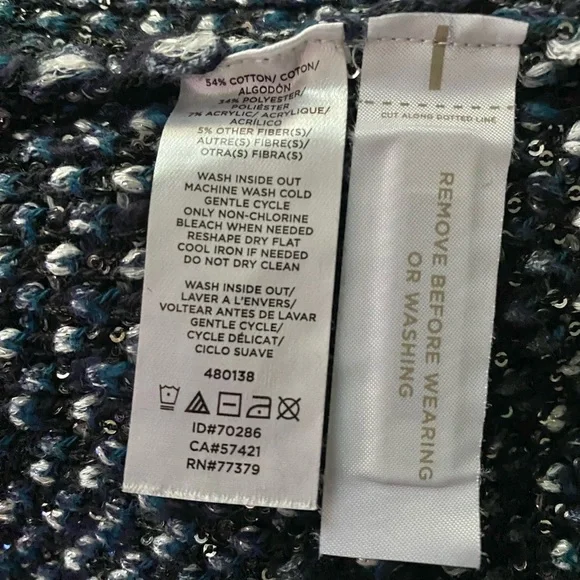 54% COTTON/ COTON/
ALGODÓN
34% POLYESTER/
POLIÉSTER
7% ACRYLIC/ ACRYLIQUE/
ACRÍLICO
5% OTHER FIBER(S)/
AUTRE(S) FIBRE(S)/
OTRA(S) FIBRA(S)
WASH INSIDE OUT
MACHINE WASH COLD
GENTLE CYCLE
ONLY NON-CHLORINE
BLEACH WHEN NEEDED
RESHAPE DRY FLAT
COOL IRON IF NEEDED
DO NOT DRY CLEAN
WASH INSIDE OUT/
LAVER A L'ENVERS/
VOLTEAR ANTES DE LAVAR
GENTLE CYCLE/
CYCLE DÉLICAT/
CICLO SUAVE
480138
ID#70286
CA#57421
RN#77379
CUT ALONG DOTTED LINE
REMOVE BEFORE WEARING
OR WASHING